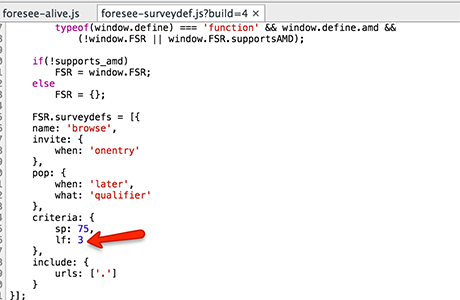 foresee-alive.js foresee-surveydef.js?build=4 ×
typeof(window.define) === 'function' && window.define.amd &&
(!window.FSR || window.FSR.supportsAMD);
if(!supports_amd)
FSR = window.FSR;
else
FSR = {};
FSR.surveydefs = [{
name: 'browse',
invite: {
when: 'onentry'
},
pop: {
when: 'later',
what: 'qualifier'
},
criteria: {
sp: 75,
lf: 3
},
include: {
urls: ['.']
}
}];